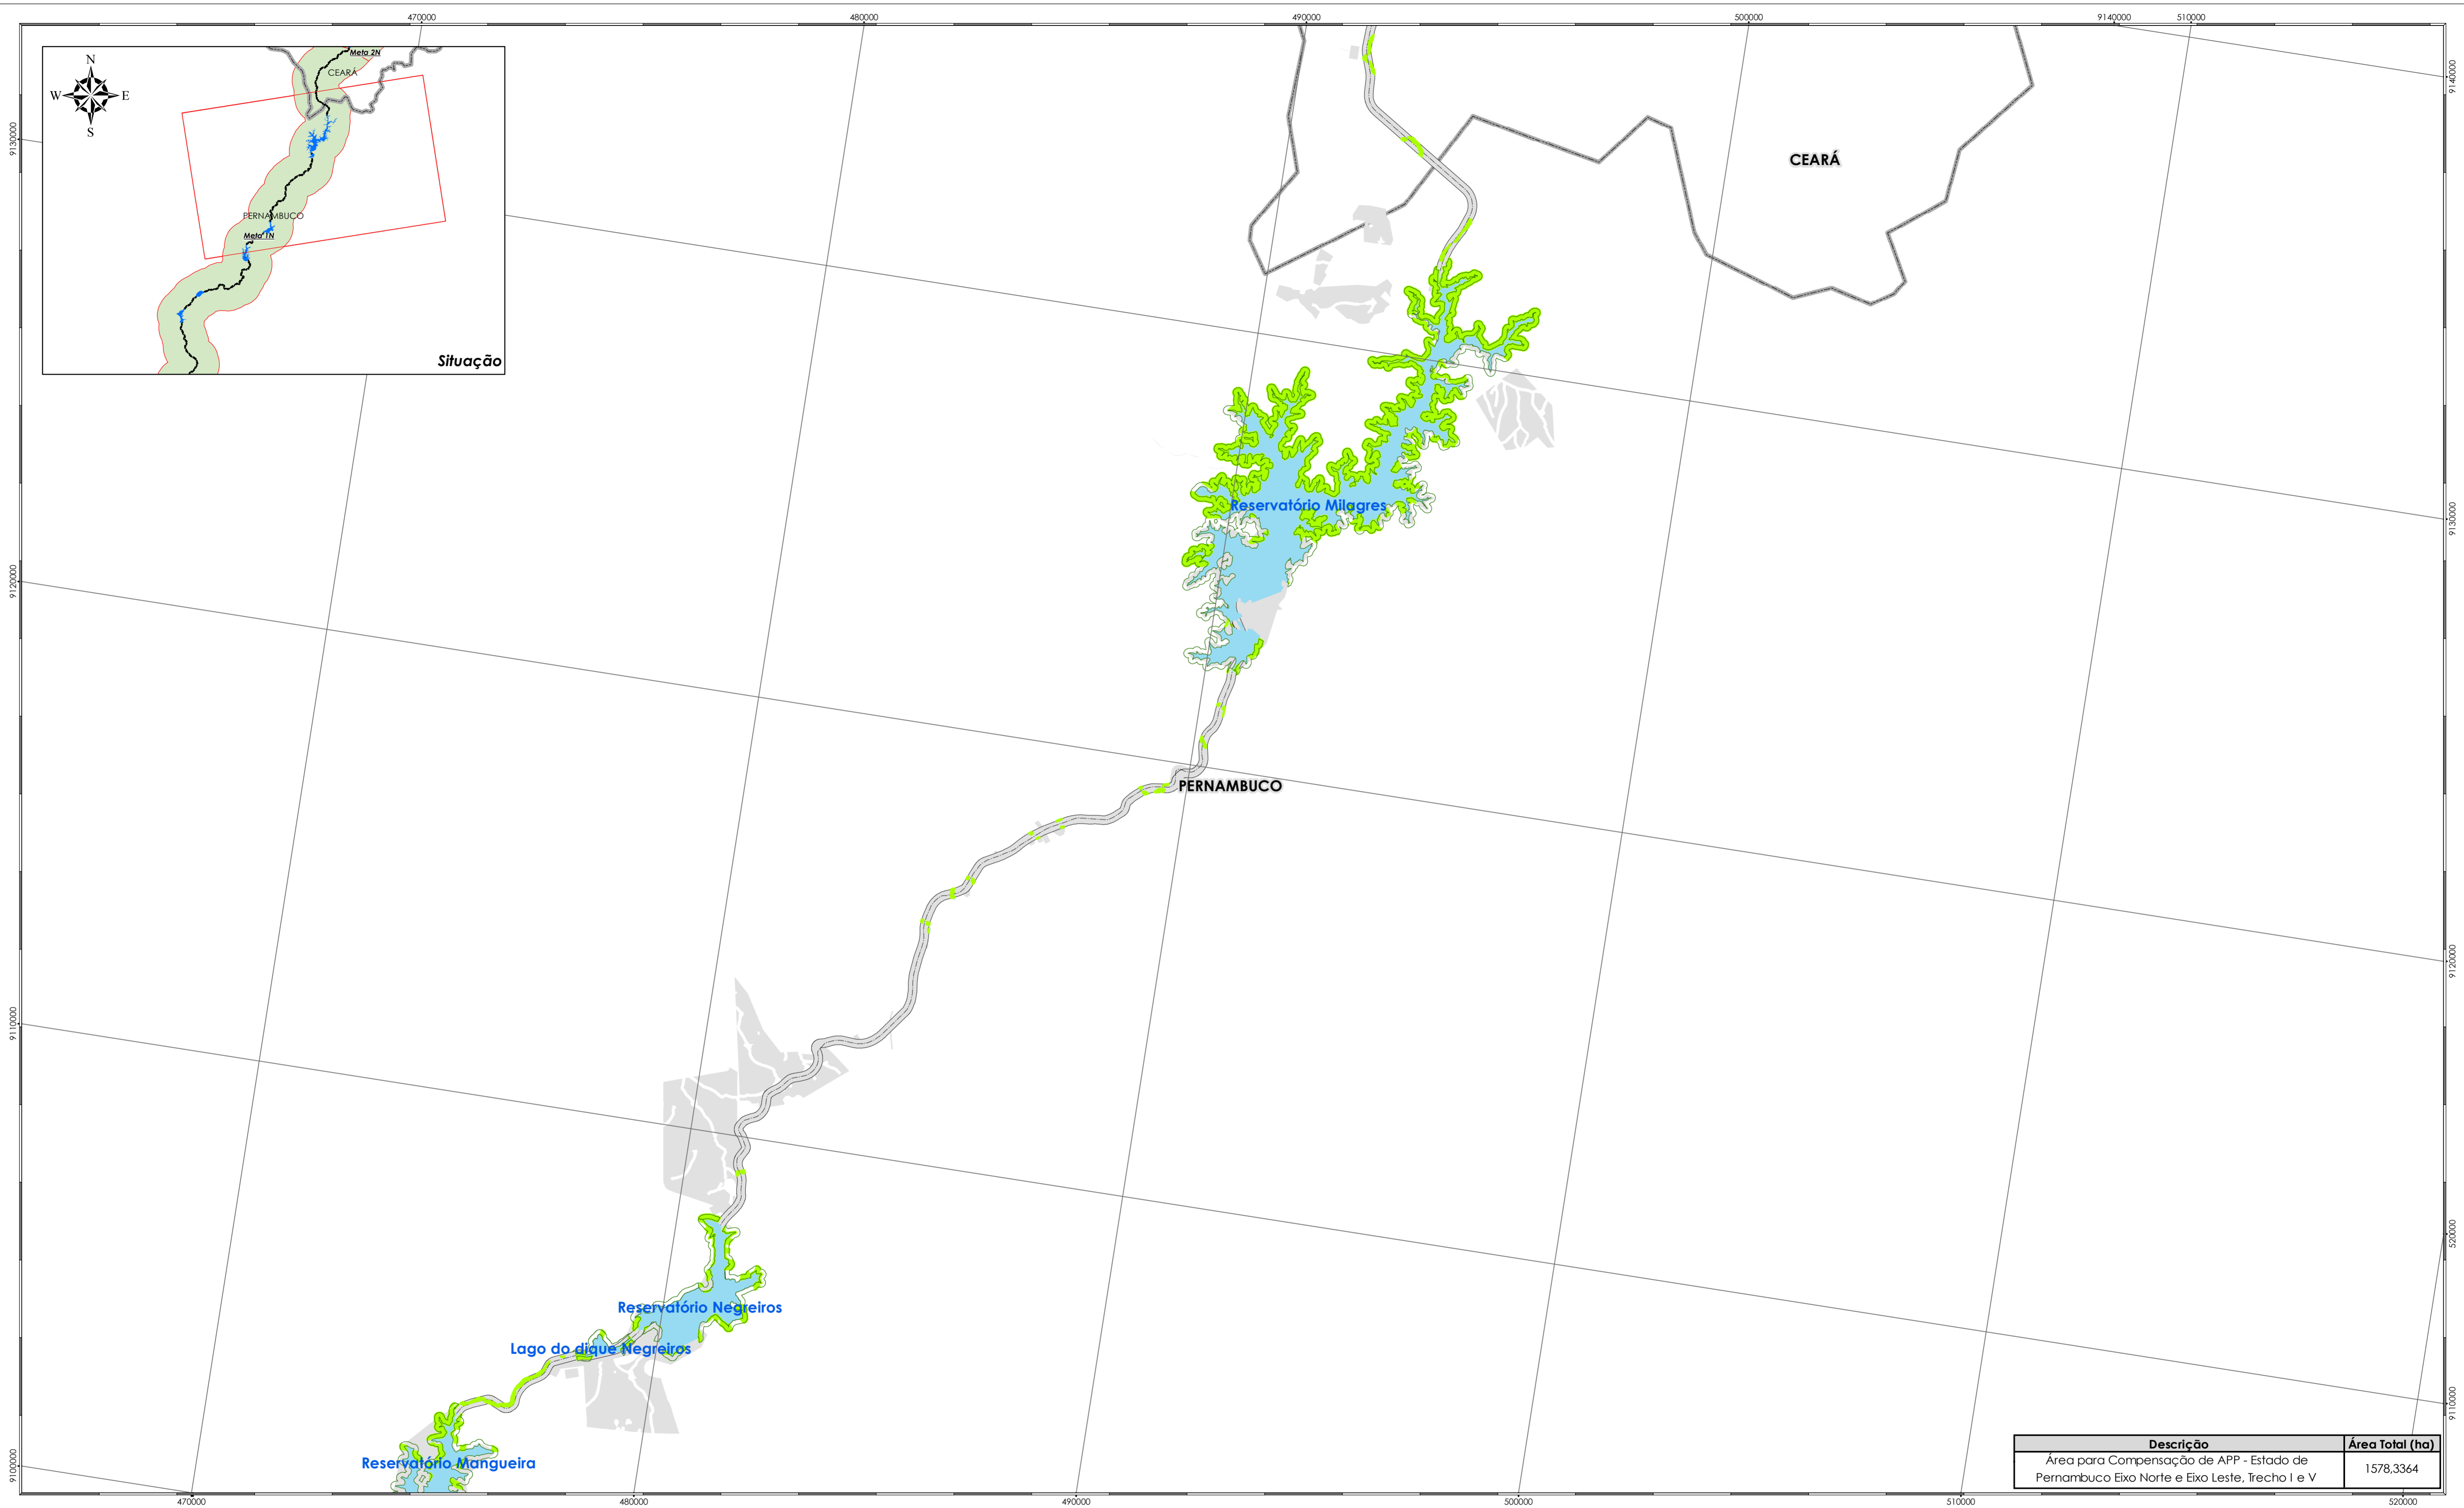 470000
480000
490000
500000
9140000
510000
Meta 2N
CEARÁ
N
W
E
S
PERNAMBUCO
Meta 1N
Situação
9130000
9140000
CEARÁ
Reservatório Milagres
9130000
9120000
PERNAMBUCO
9120000
9110000
520000
Reservatório Negreiros
Lago do dique Negreiros
9110000
Reservatório Mangueira
9100000
Descrição
Área Total (ha)
Área para Compensação de APP - Estado de
Pernambuco Eixo Norte e Eixo Leste, Trecho I e V
1578,3364
470000
480000
490000
500000
510000
520000